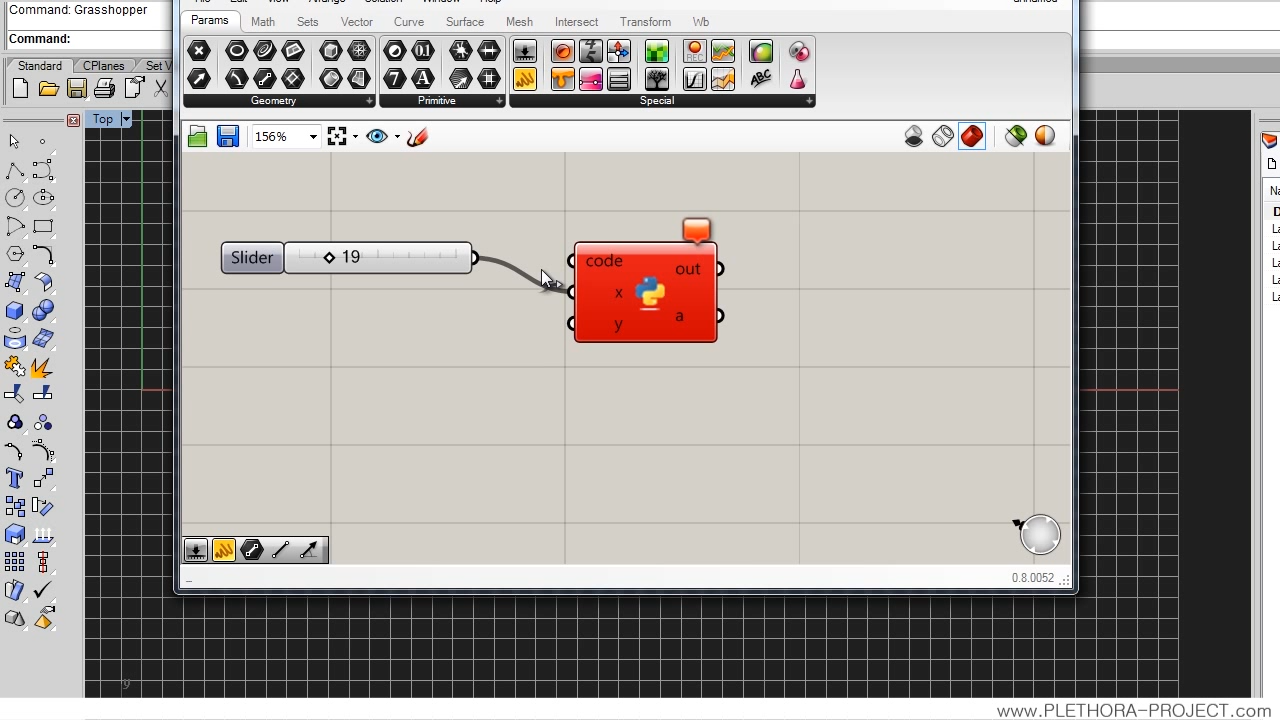 Command: Grasshopper
Command:
Standard CPlanes Set V
Top
unnamed
Params Math Sets Vector Curve Surface Mesh Intersect Transform Wb
Geometry Primitive Special
156%
Slider 19
code
x
y
out
a
0.8.0052
y
www.PLETHORA-PROJECT.com